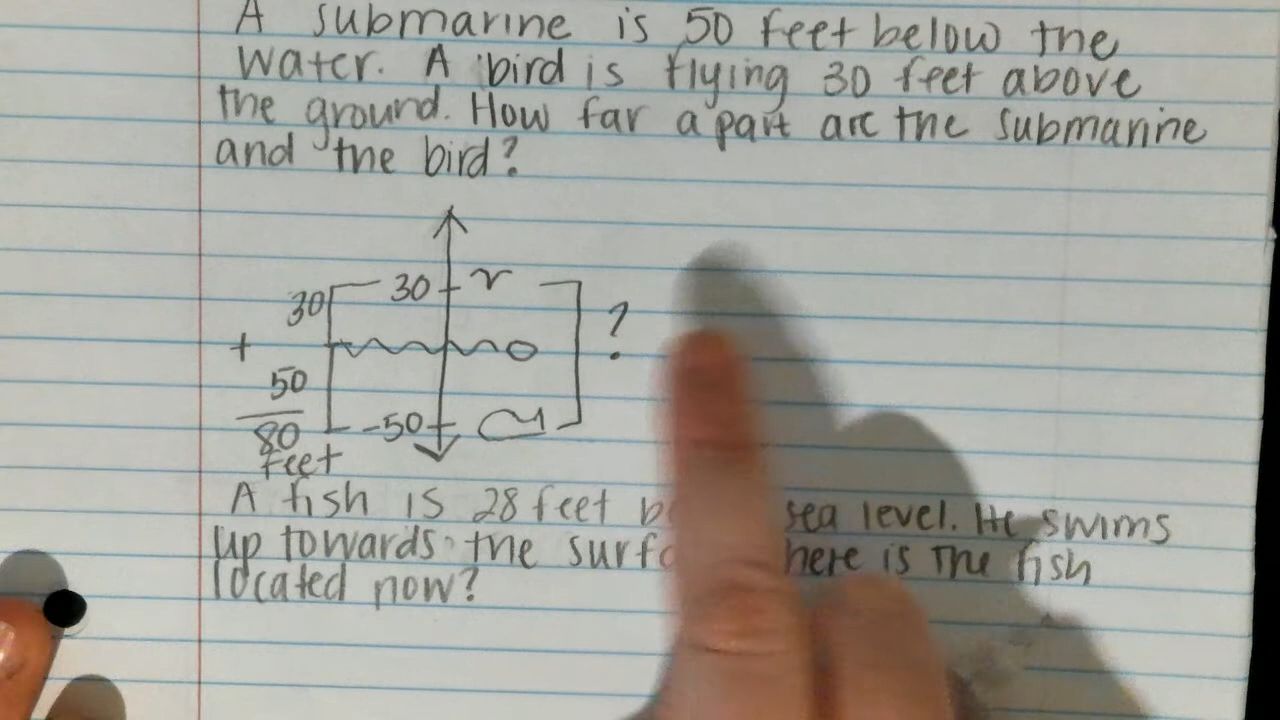 A submarine is 50 feet below the
water. A bird is flying 30 feet above
the ground. How far apart are the submarine
and the bird?
30 30
?
+
50
-50
80
feet
A fish is 28 feet sea level. He swims
up towards the is the fish
located now?